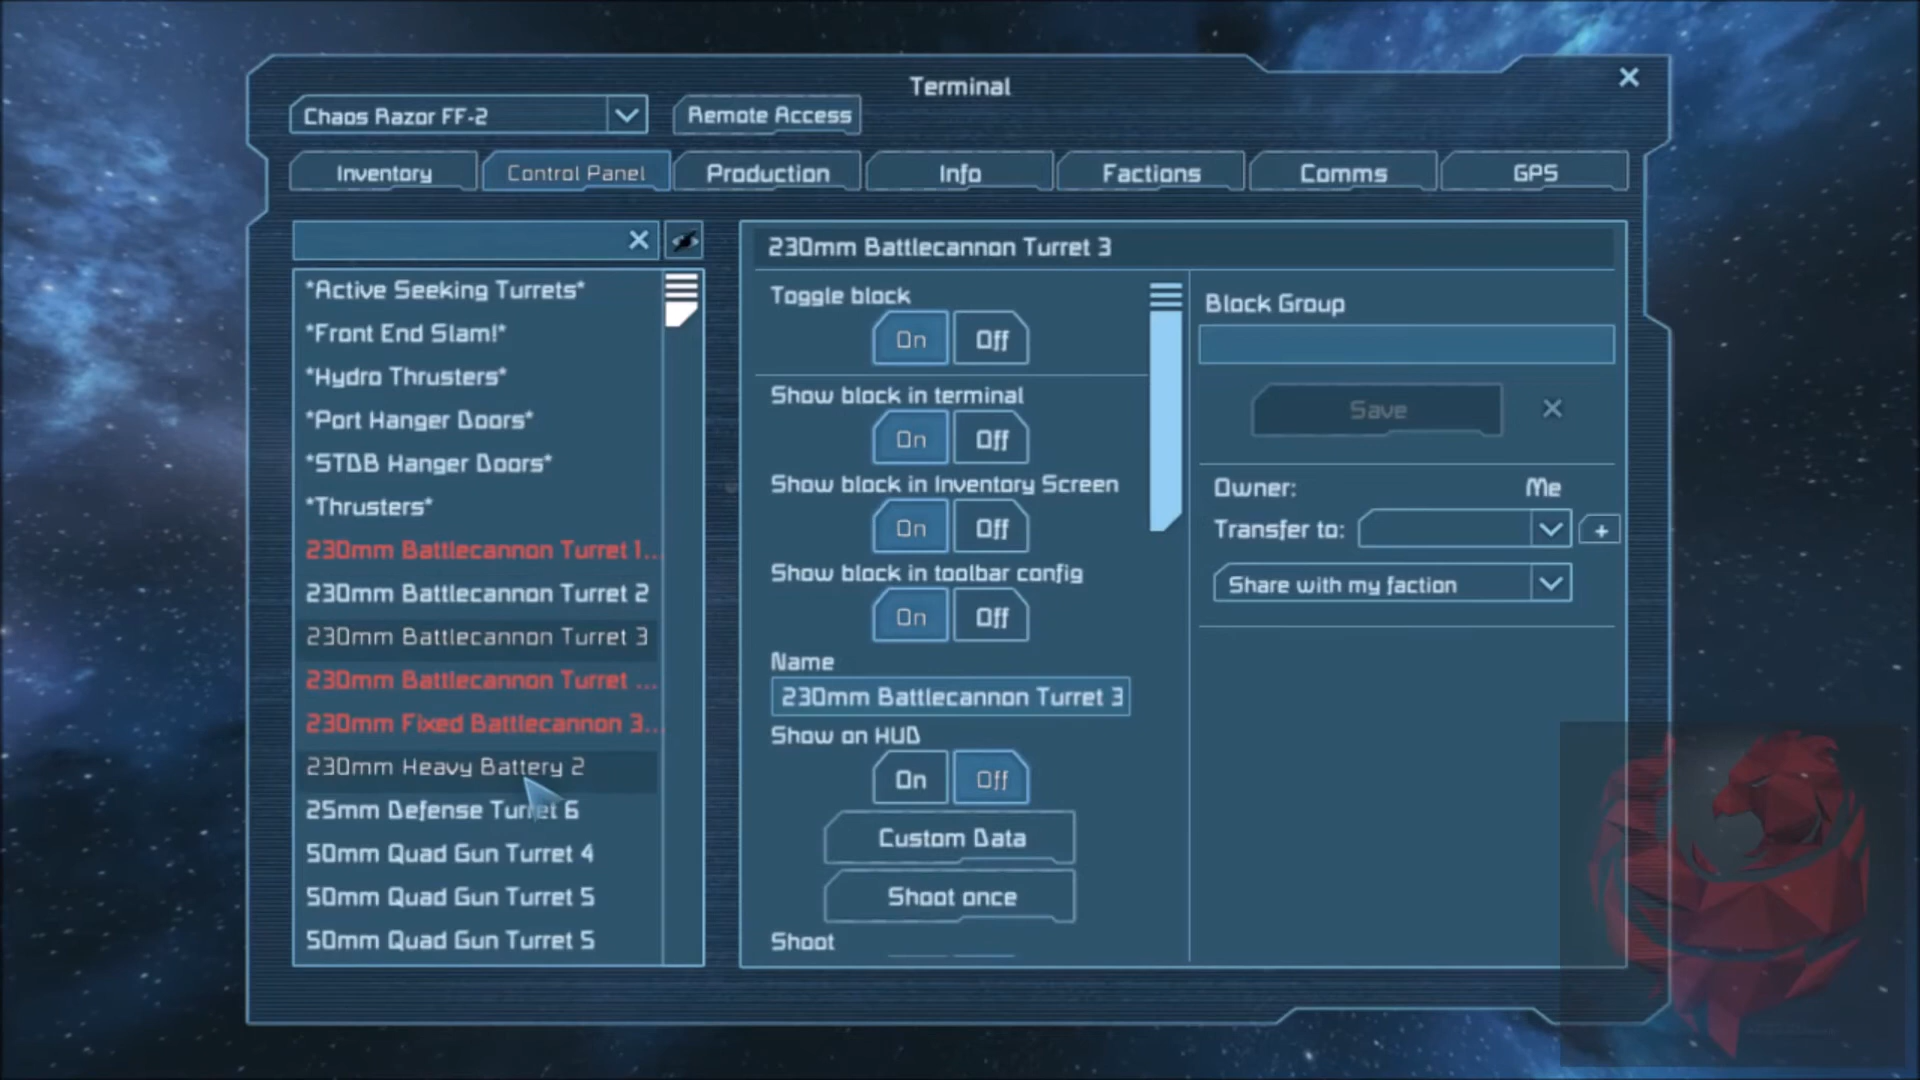 Terminal
Chaos Razor FF-2
Remote Access
Inventory
Control Panel
Production
Info
Factions
Comms
GPS
*Active Seeking Turrets*
*Front End Slam!*
*Hydro Thrusters*
*Port Hanger Doors*
*STDB Hanger Doors*
*Thrusters*
230mm Battlecannon Turret 1...
230mm Battlecannon Turret 2
230mm Battlecannon Turret 3
230mm Battlecannon Turret ...
230mm Fixed Battlecannon 3...
230mm Heavy Battery 2
25mm Defense Turret 6
50mm Quad Gun Turret 4
50mm Quad Gun Turret 5
50mm Quad Gun Turret 5
230mm Battlecannon Turret 3
Toggle block
On Off
Show block in terminal
On Off
Show block in Inventory Screen
On Off
Show block in toolbar config
On Off
Name
230mm Battlecannon Turret 3
Show on HUD
On Off
Custom Data
Shoot once
Shoot
Block Group
Save
Owner: Me
Transfer to:
Share with my faction